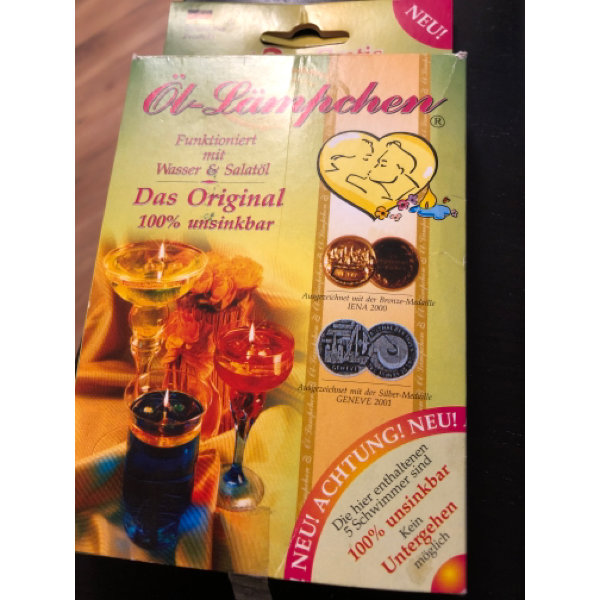 NEU!
Öl-Lämpchen®
Funktioniert
mit
Wasser & Salatöl
Das Original
100% unsinkbar
Ausgezeichnet mit der Bronze-Medaille
IENA 2000
GENEVE
Ausgezeichnet mit der Silber-Medaille
GENEVE 2001
NEU! ACHTUNG! NEU!
Die hier enthaltenen
5 Schwimmer sind
100% unsinkbar
Kein
Untergehen
möglich